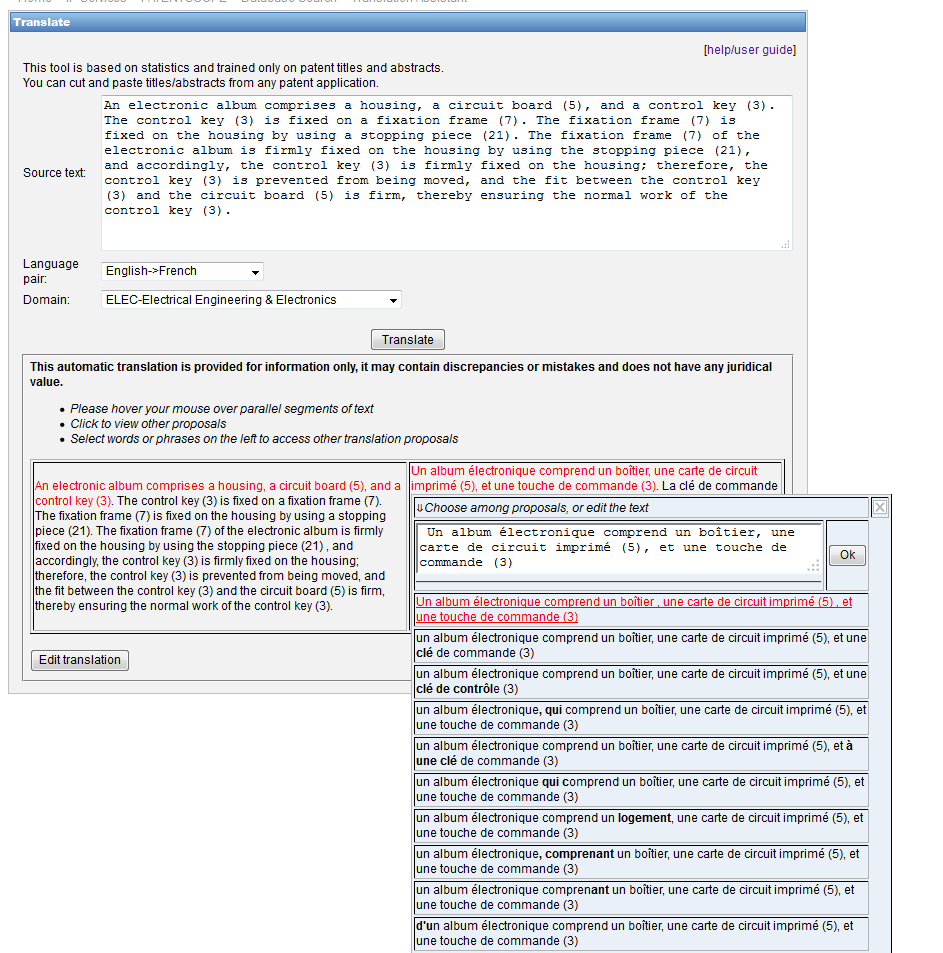 Translate
[help/user guide]
This tool is based on statistics and trained only on patent titles and abstracts.
You can cut and paste titles/abstracts from any patent application.
Source text:
An electronic album comprises a housing, a circuit board (5), and a control key (3).
The control key (3) is fixed on a fixation frame (7). The fixation frame (7) is
fixed on the housing by using a stopping piece (21). The fixation frame (7) of the
electronic album is firmly fixed on the housing by using the stopping piece (21),
and accordingly, the control key (3) is firmly fixed on the housing; therefore, the
control key (3) is prevented from being moved, and the fit between the control key
(3) and the circuit board (5) is firm, thereby ensuring the normal work of the
control key (3).
Language
pair:
English->French
Domain:
ELEC-Electrical Engineering & Electronics
Translate
This automatic translation is provided for information only, it may contain discrepancies or mistakes and does not have any juridical
value.
• Please hover your mouse over parallel segments of text
• Click to view other proposals
• Select words or phrases on the left to access other translation proposals
An electronic album comprises a housing, a circuit board (5), and a
control key (3). The control key (3) is fixed on a fixation frame (7).
The fixation frame (7) is fixed on the housing by using a stopping
piece (21). The fixation frame (7) of the electronic album is firmly
fixed on the housing by using the stopping piece (21) , and
accordingly, the control key (3) is firmly fixed on the housing;
therefore, the control key (3) is prevented from being moved, and
the fit between the control key (3) and the circuit board (5) is firm,
thereby ensuring the normal work of the control key (3).
Un album électronique comprend un boîtier, une carte de circuit
imprimé (5), et une touche de commande (3). La clé de commande
Edit translation
⇓Choose among proposals, or edit the text
Un album électronique comprend un boîtier, une
carte de circuit imprimé (5), et une touche de
commande (3)
Ok
Un album électronique comprend un boîtier , une carte de circuit imprimé (5) , et
une touche de commande (3)
un album électronique comprend un boîtier, une carte de circuit imprimé (5), et une
clé de commande (3)
un album électronique comprend un boîtier, une carte de circuit imprimé (5), et une
clé de contrôle (3)
un album électronique, qui comprend un boîtier, une carte de circuit imprimé (5), et
une touche de commande (3)
un album électronique comprend un boîtier, une carte de circuit imprimé (5), et à
une clé de commande (3)
un album électronique qui comprend un boîtier, une carte de circuit imprimé (5), et
une touche de commande (3)
un album électronique comprend un logement, une carte de circuit imprimé (5), et
une touche de commande (3)
un album électronique, comprenant un boîtier, une carte de circuit imprimé (5), et
une touche de commande (3)
un album électronique comprenant un boîtier, une carte de circuit imprimé (5), et
une touche de commande (3)
d'un album électronique comprend un boîtier, une carte de circuit imprimé (5), et
une touche de commande (3)